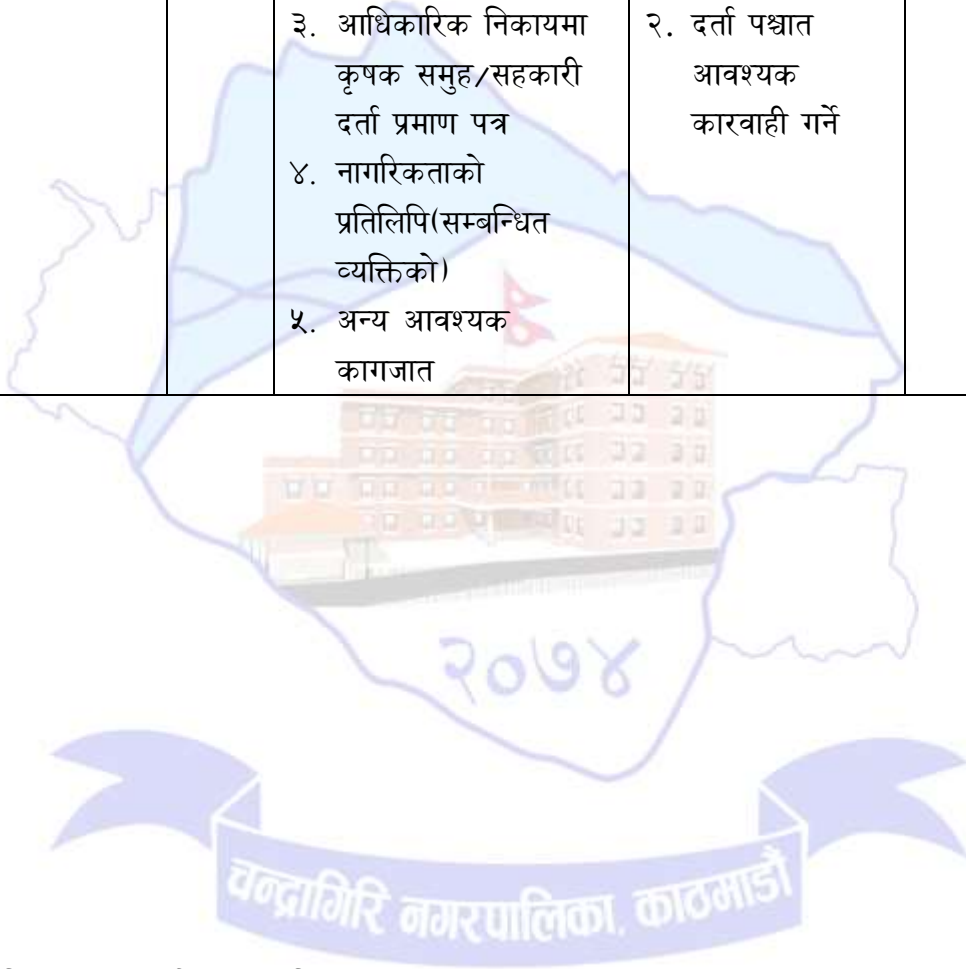 ३. आधिकारिक निकायमा
कृषक समुह/सहकारी
दर्ता प्रमाण पत्र
४. नागरिकताको
प्रतिलिपि(सम्बन्धित
व्यक्तिको)
५. अन्य आवश्यक
कागजात
२. दर्ता पश्चात
आवश्यक
कारवाही गर्ने
२०७४
चन्द्रागिरि नगरपालिका, काठमाडौं